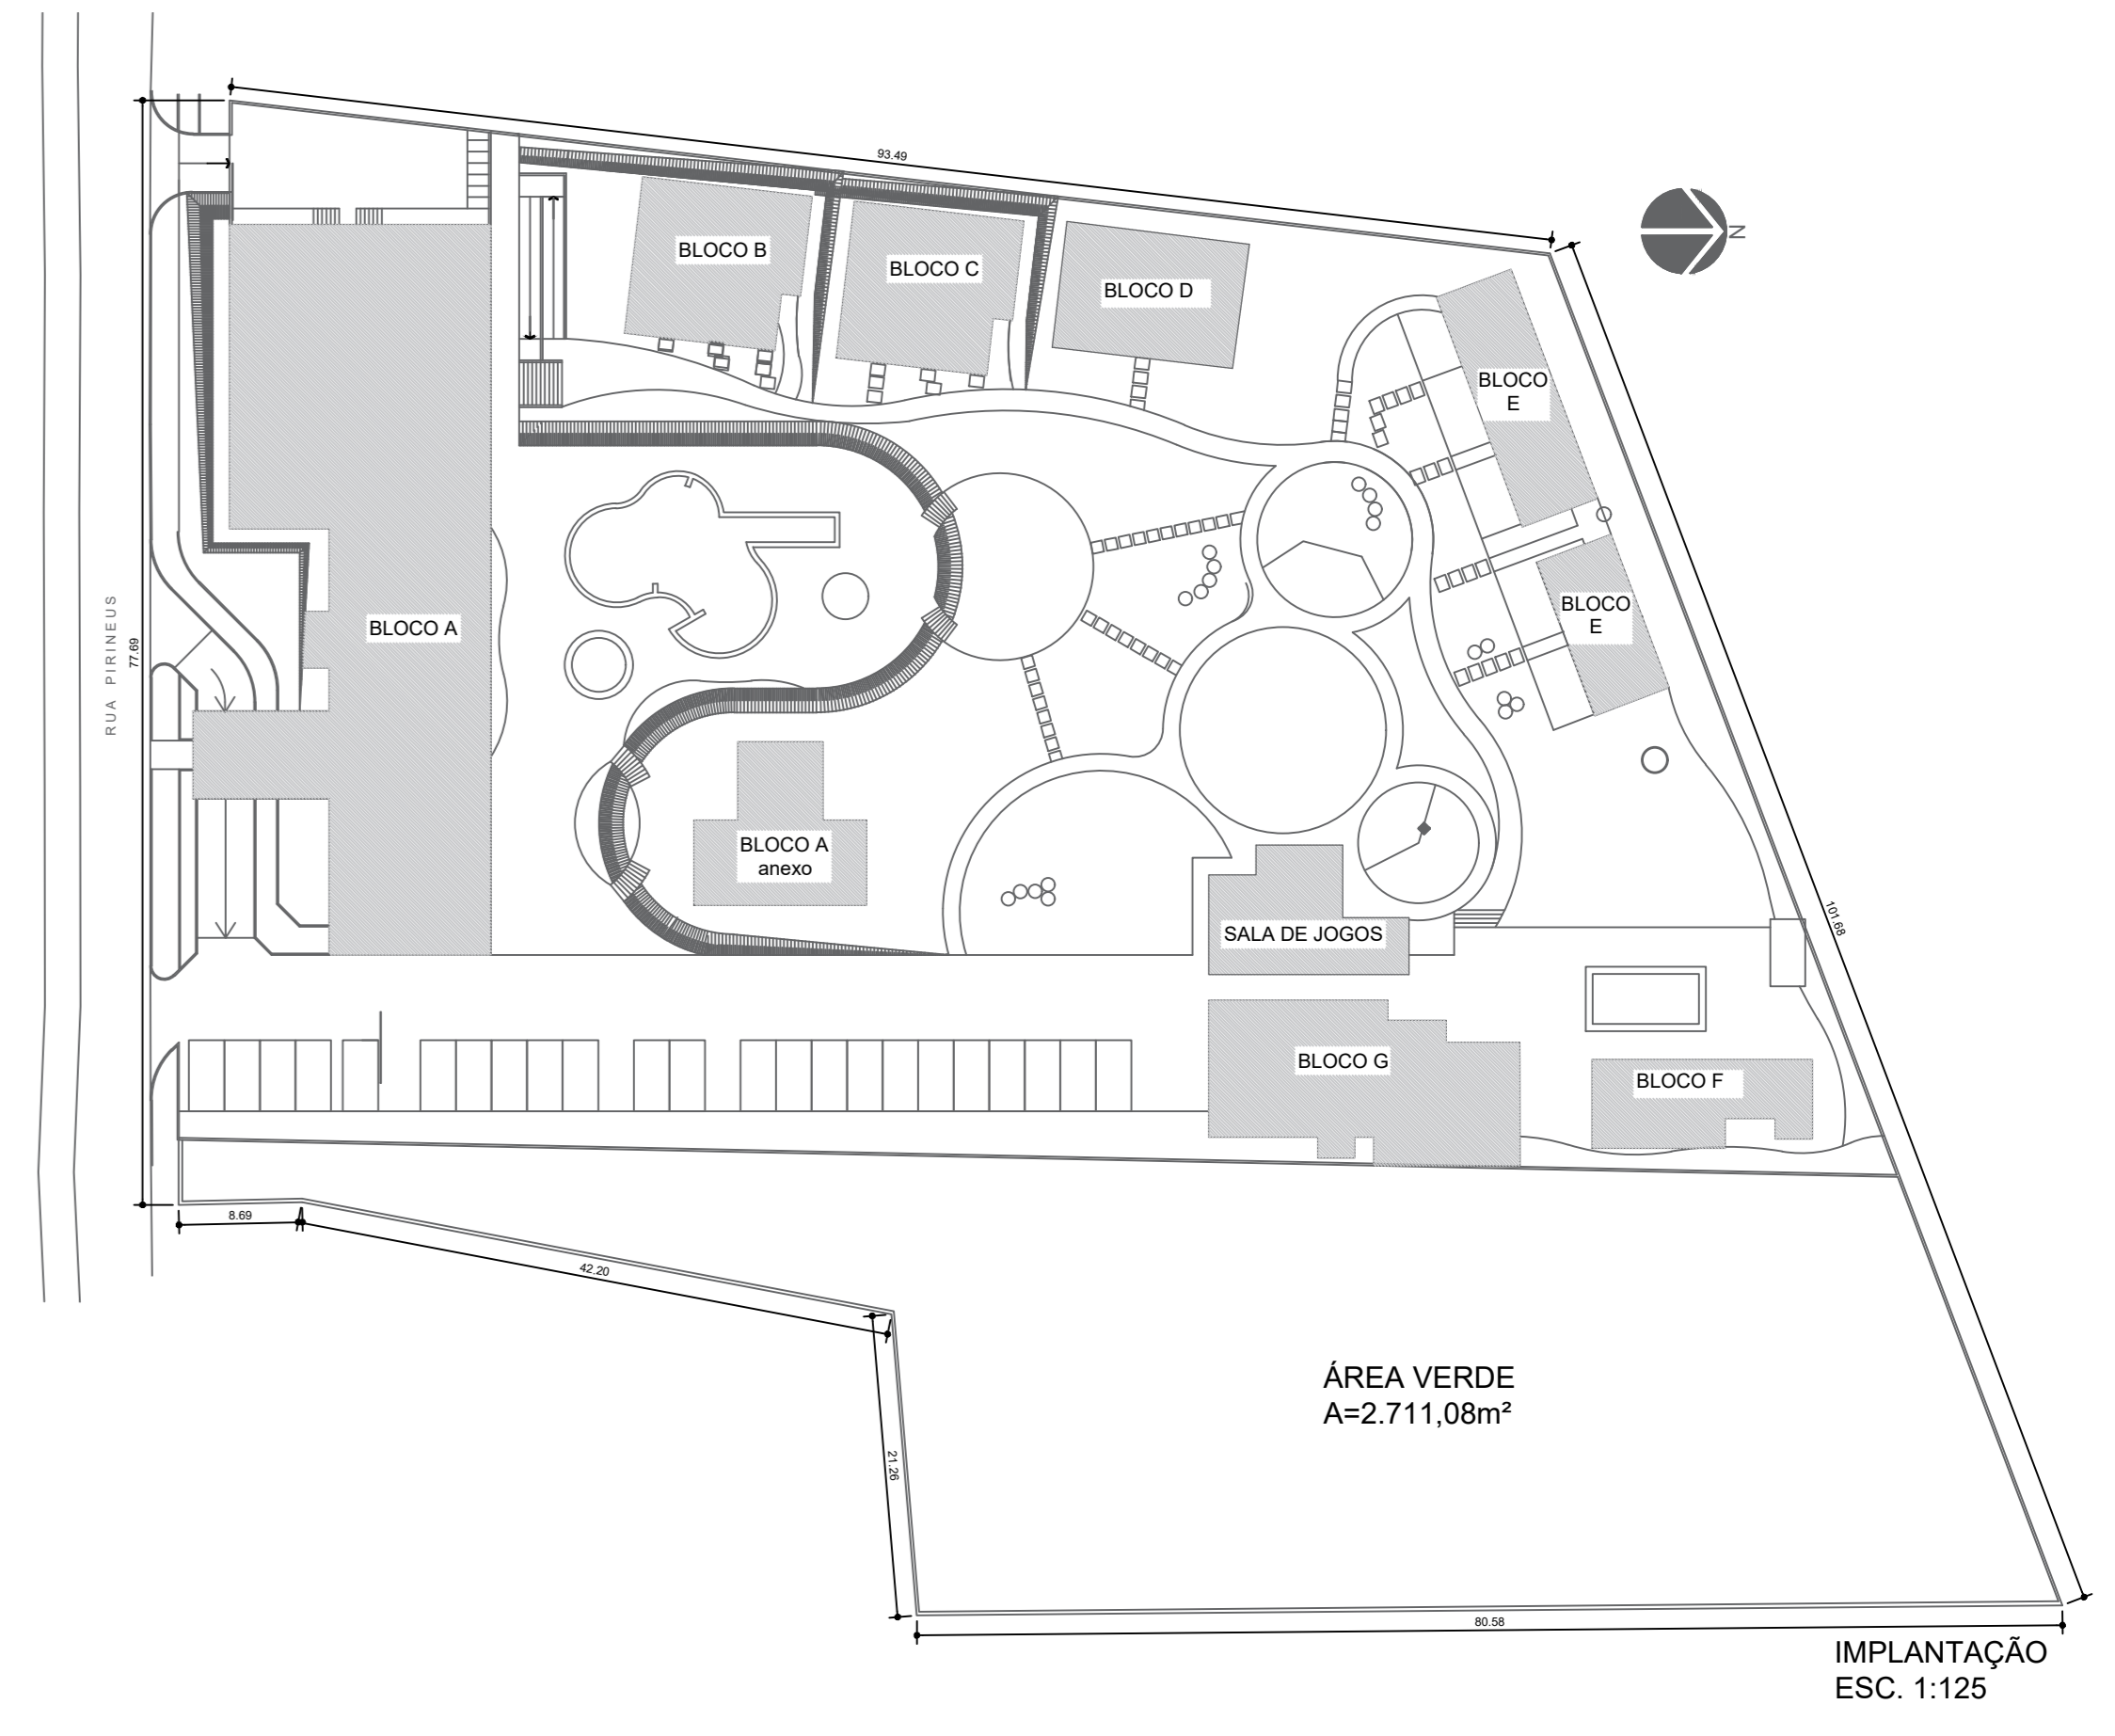 93.49
N
BLOCO B
BLOCO C
BLOCO D
BLOCO
E
BLOCO
E
RUA PIRINEUS
77.69
BLOCO A
BLOCO A
anexo
SALA DE JOGOS
101.68
BLOCO G
BLOCO F
8.69
42.20
21.26
ÁREA VERDE
A=2.711,08m²
80.58
IMPLANTAÇÃO
ESC. 1:125